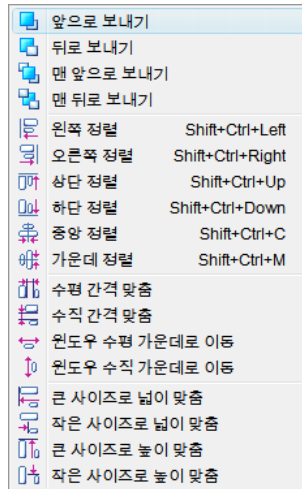 앞으로 보내기
뒤로 보내기
맨 앞으로 보내기
맨 뒤로 보내기
왼쪽 정렬 Shift+Ctrl+Left
오른쪽 정렬 Shift+Ctrl+Right
상단 정렬 Shift+Ctrl+Up
하단 정렬 Shift+Ctrl+Down
중앙 정렬 Shift+Ctrl+C
가운데 정렬 Shift+Ctrl+M
수평 간격 맞춤
수직 간격 맞춤
윈도우 수평 가운데로 이동
윈도우 수직 가운데로 이동
큰 사이즈로 넓이 맞춤
작은 사이즈로 넓이 맞춤
큰 사이즈로 높이 맞춤
작은 사이즈로 높이 맞춤